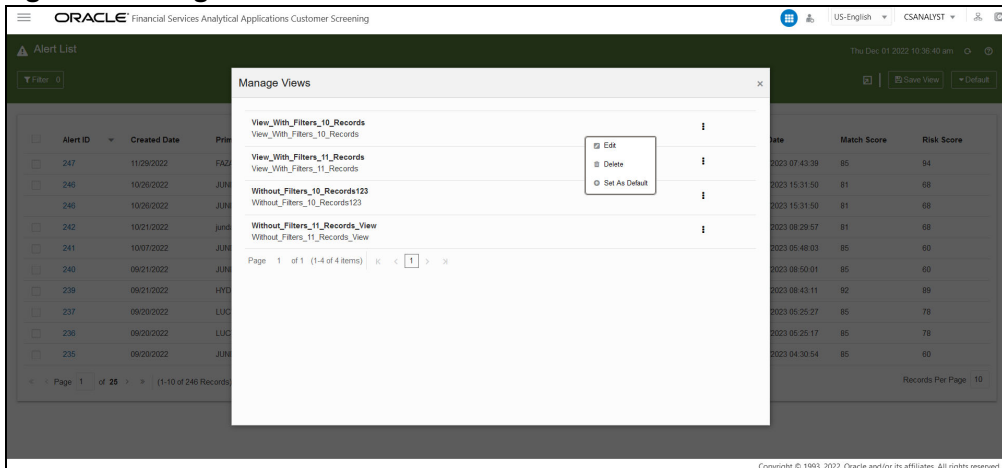 ORACLE Financial Services Analytical Applications Customer Screening
US-English
CSANALYST
Alert List
Thu Dec 01 2022 10:36:40 am
Filter 0
Save View
Default
Manage Views
×
View_With_Filters_10_Records
View_With_Filters_10_Records
View_With_Filters_11_Records
View_With_Filters_11_Records
Without_Filters_10_Records123
Without_Filters_10_Records123
Without_Filters_11_Records_View
Without_Filters_11_Records_View
Edit
Delete
Set As Default
Page 1 of 1 (1-4 of 4 items) 1
Alert ID Created Date Match Score Risk Score
247 11/29/2022 2023 07:43:39 85 94
246 10/26/2022 2023 15:31:50 81 68
246 10/26/2022 2023 15:31:50 81 68
242 10/21/2022 2023 08:29:57 81 68
241 10/07/2022 2023 05:48:03 85 60
240 09/21/2022 2023 08:50:01 85 60
239 09/21/2022 HYD 2023 08:43:11 92 89
237 09/20/2022 LUC 2023 05:25:27 85 78
236 09/20/2022 LUC 2023 05:25:17 85 78
235 09/20/2022 2023 04:30:54 85 60
Page 1 of 25 (1-10 of 246 Records)
Records Per Page 10
Copyright © 1993, 2022, Oracle and/or its affiliates. All rights reserved.